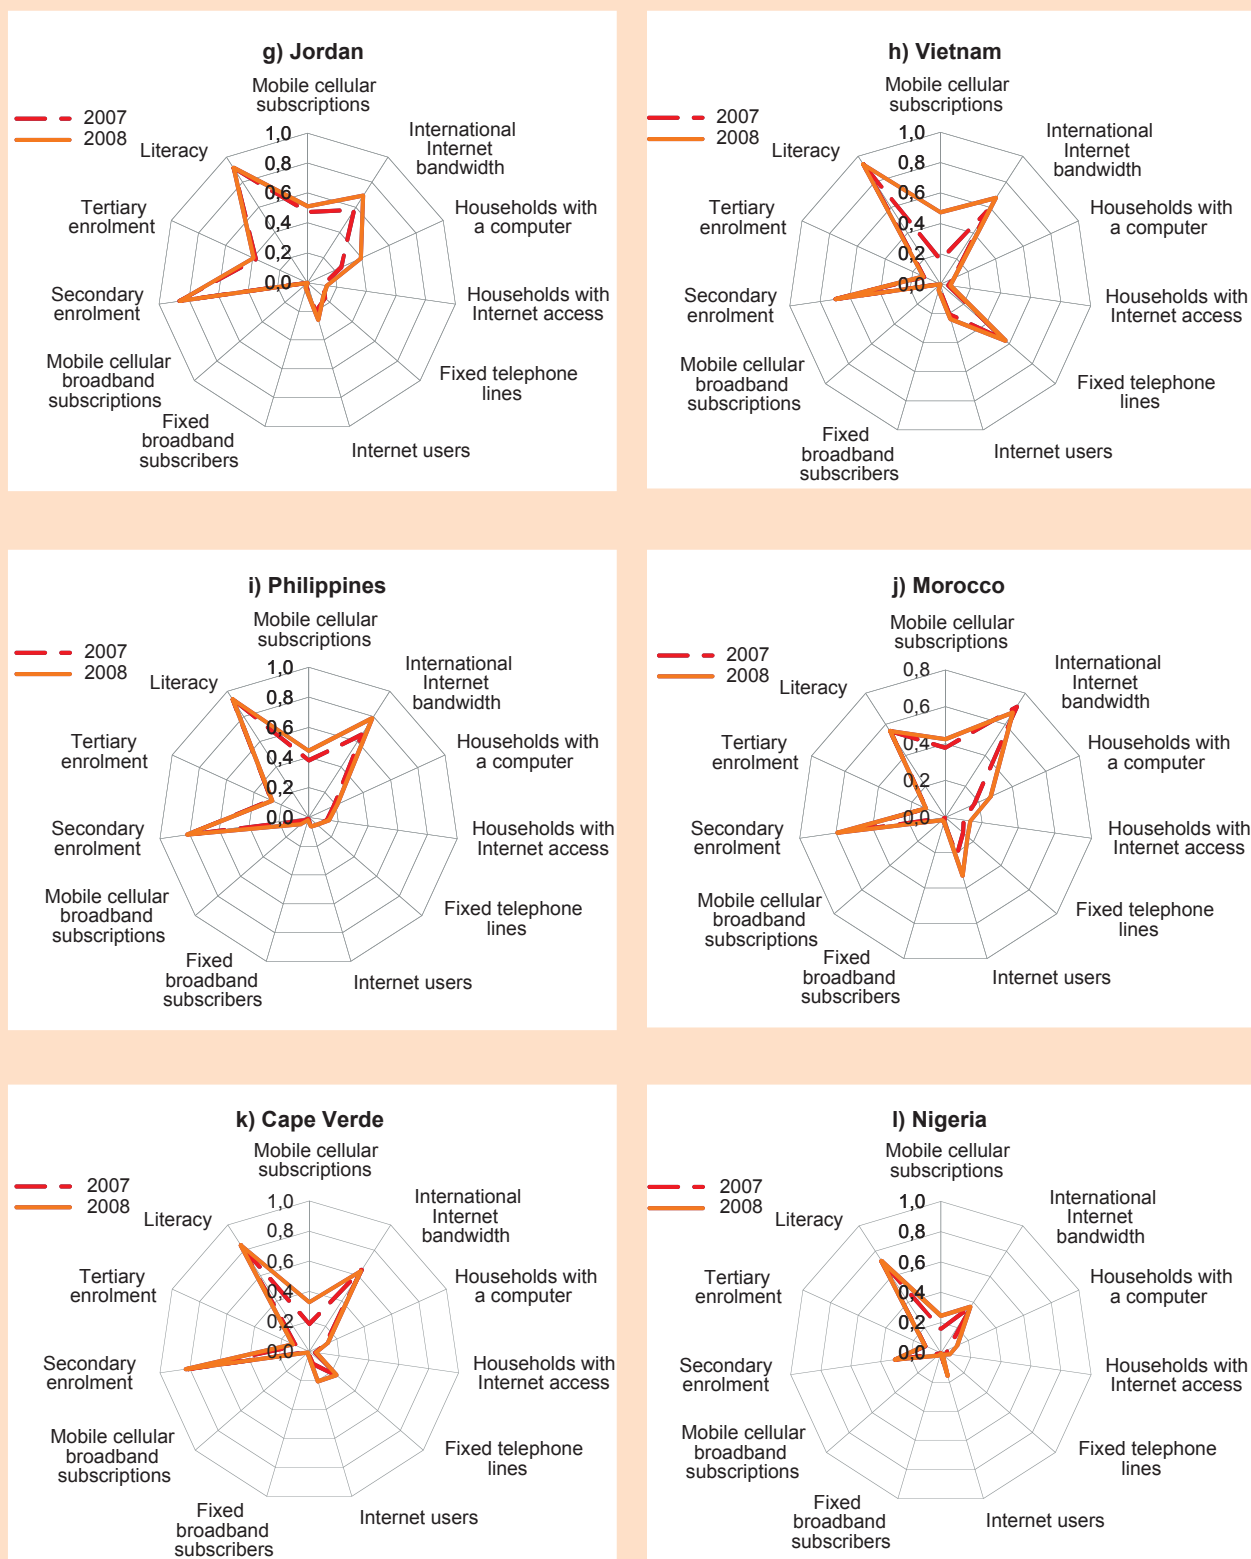 g) Jordan
Mobile cellular
subscriptions
2007
2008
1,0
0,8
0,6
0,4
0,2
0,0
International
Internet
bandwidth
Households with
a computer
Households with
Internet access
Fixed telephone
lines
Internet users
Fixed
broadband
subscribers
Mobile cellular
broadband
subscriptions
Secondary
enrolment
Tertiary
enrolment
Literacy
h) Vietnam
Mobile cellular
subscriptions
2007
2008
1,0
0,8
0,6
0,4
0,2
0,0
International
Internet
bandwidth
Households with
a computer
Households with
Internet access
Fixed telephone
lines
Internet users
Fixed
broadband
subscribers
Mobile cellular
broadband
subscriptions
Secondary
enrolment
Tertiary
enrolment
Literacy
i) Philippines
Mobile cellular
subscriptions
2007
2008
1,0
0,8
0,6
0,4
0,2
0,0
International
Internet
bandwidth
Households with
a computer
Households with
Internet access
Fixed telephone
lines
Internet users
Fixed
broadband
subscribers
Mobile cellular
broadband
subscriptions
Secondary
enrolment
Tertiary
enrolment
Literacy
j) Morocco
Mobile cellular
subscriptions
2007
2008
0,8
0,6
0,4
0,2
0,0
International
Internet
bandwidth
Households with
a computer
Households with
Internet access
Fixed telephone
lines
Internet users
Fixed
broadband
subscribers
Mobile cellular
broadband
subscriptions
Secondary
enrolment
Tertiary
enrolment
Literacy
k) Cape Verde
Mobile cellular
subscriptions
2007
2008
1,0
0,8
0,6
0,4
0,2
0,0
International
Internet
bandwidth
Households with
a computer
Households with
Internet access
Fixed telephone
lines
Internet users
Fixed
broadband
subscribers
Mobile cellular
broadband
subscriptions
Secondary
enrolment
Tertiary
enrolment
Literacy
l) Nigeria
Mobile cellular
subscriptions
2007
2008
1,0
0,8
0,6
0,4
0,2
0,0
International
Internet
bandwidth
Households with
a computer
Households with
Internet access
Fixed telephone
lines
Internet users
Fixed
broadband
subscribers
Mobile cellular
broadband
subscriptions
Secondary
enrolment
Tertiary
enrolment
Literacy